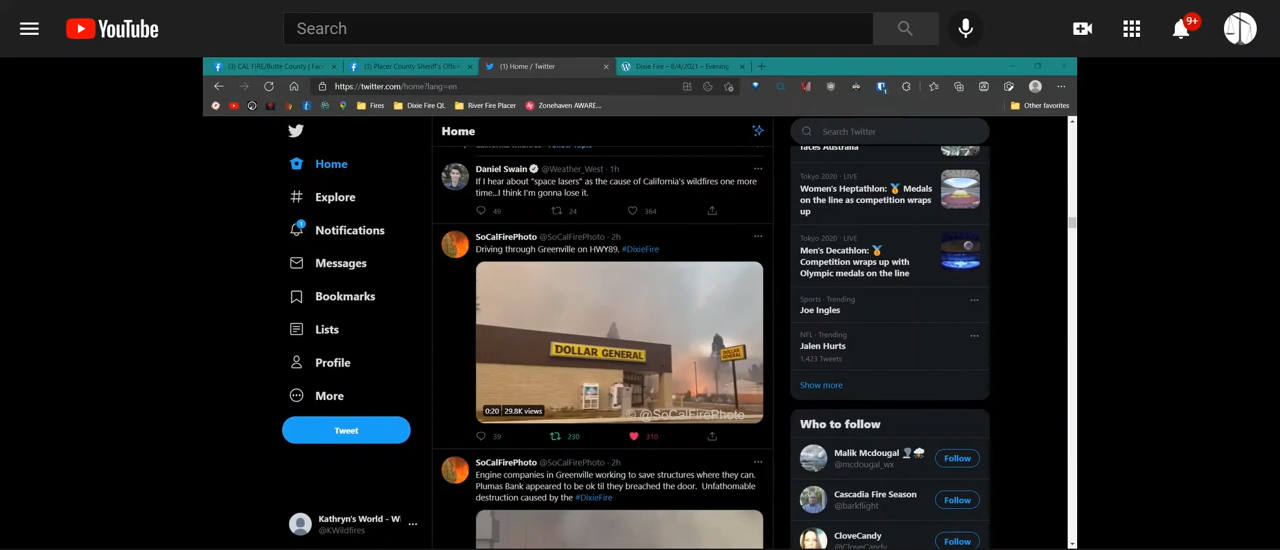 YouTube
Search
9+
(3) CAL FIRE/Butte County | Fac
(1) Placer County Sheriff's Office
(1) Home / Twitter
Dixie Fire – 8/4/2021 – Evening
https://twitter.com/home?lang=en
Fires
Dixie Fire QL
River Fire Placer
Zonehaven AWARE...
Other favorites
Home
Explore
1
Notifications
Messages
Bookmarks
Lists
Profile
More
Tweet
Kathryn's World - Wi
@KWildfires
Home
Daniel Swain @Weather_West · 1h
If I hear about "space lasers" as the cause of California's wildfires one more
time...I think I'm gonna lose it.
49 24 364
SoCalFirePhoto @SoCalFirePhoto · 2h
Driving through Greenville on HWY89. #DixieFire
DOLLAR GENERAL
DOLLAR GENERAL
0:20 29.8K views
@SoCalFirePhoto
39 230 310
SoCalFirePhoto @SoCalFirePhoto · 2h
Engine companies in Greenville working to save structures where they can.
Plumas Bank appeared to be ok til they breached the door. Unfathomable
destruction caused by the #DixieFire
Search Twitter
faces Australia
Tokyo 2020 · LIVE
Women's Heptathlon: 🏅 Medals
on the line as competition wraps
up
Tokyo 2020 · LIVE
Men's Decathlon: 🏅
Competition wraps up with
Olympic medals on the line
Sports · Trending
Joe Ingles
NFL · Trending
Jalen Hurts
1,423 Tweets
Show more
Who to follow
Malik Mcdougal
@mcdougal_wx
Follow
Cascadia Fire Season
@barkflight
Follow
CloveCandy
@CloveCandy
Follow